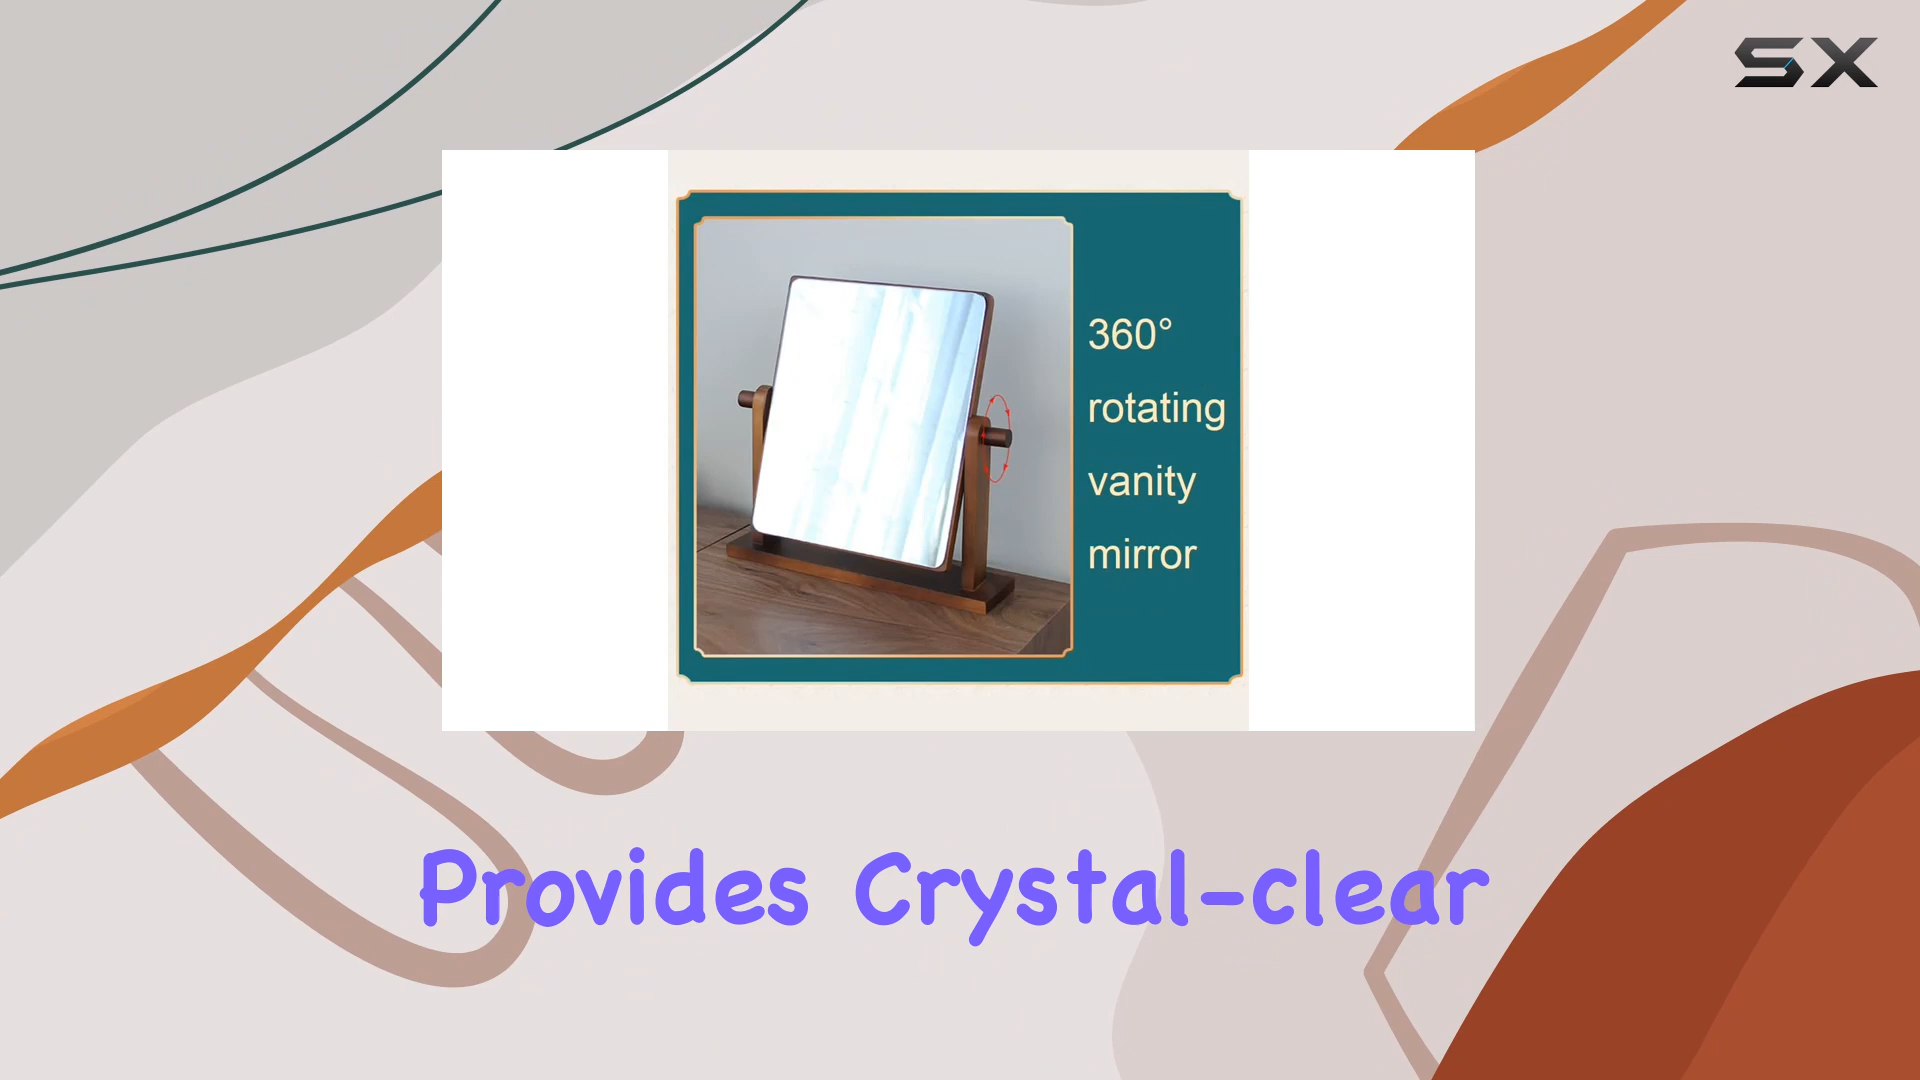 SX
360°
rotating
vanity
mirror
Provides Crystal-clear